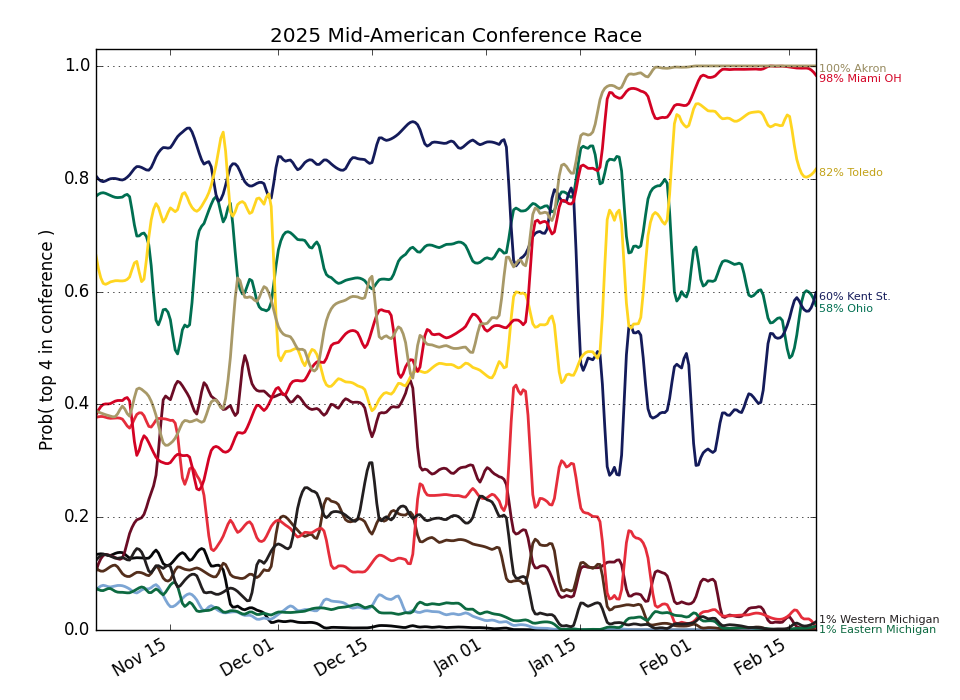 2025 Mid-American Conference Race
Prob( top 4 in conference )
1.0
0.8
0.6
0.4
0.2
0.0
100% Akron
98% Miami OH
82% Toledo
60% Kent St.
58% Ohio
1% Western Michigan
1% Eastern Michigan
Nov 15
Dec 01
Dec 15
Jan 01
Jan 15
Feb 01
Feb 15